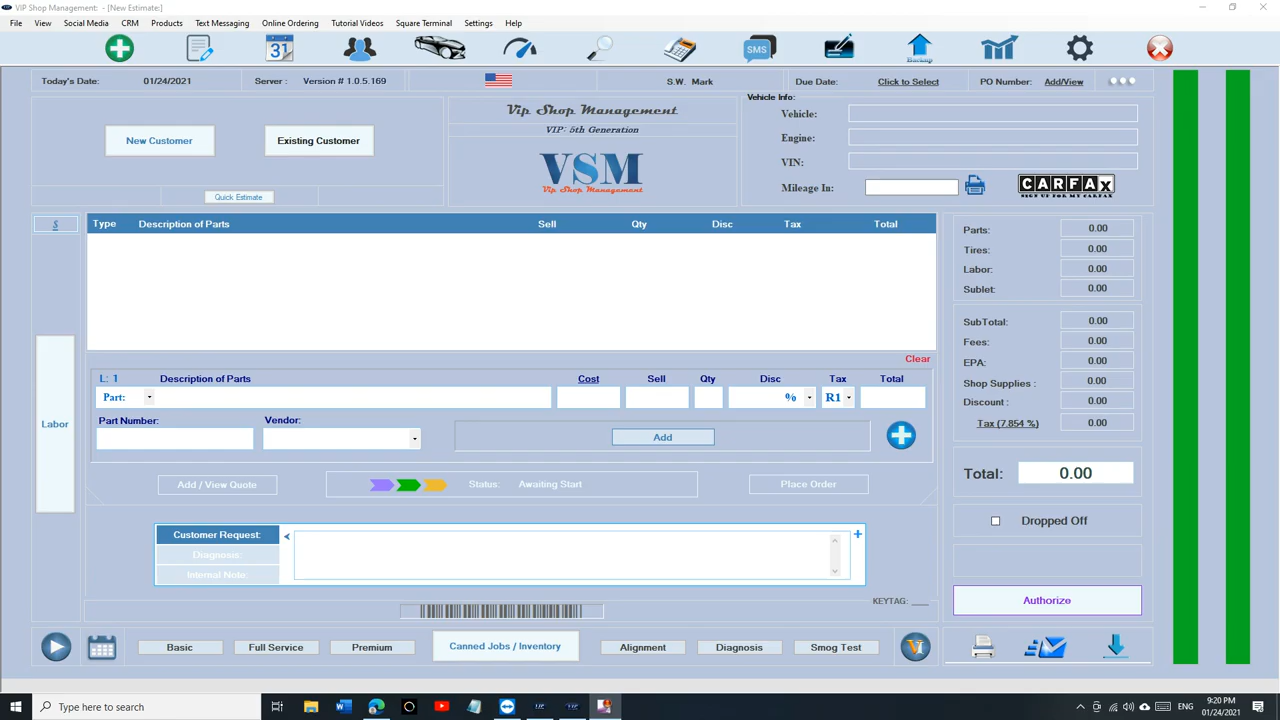 VIP Shop Management: - [New Estimate:]
File View Social Media CRM Products Text Messaging Online Ordering Tutorial Videos Square Terminal Settings Help
31
SMS
Backup
Today's Date: 01/24/2021 Server : Version # 1.0.5.169 S.W. Mark Due Date: Click to Select PO Number: Add/View
New Customer
Existing Customer
Quick Estimate
Vip Shop Management
VIP: 5th Generation
VSM
Vip Shop Management
Vehicle Info:
Vehicle:
Engine:
VIN:
Mileage In:
CARFAX
SIGN UP FOR MY CARFAX
$
Type Description of Parts Sell Qty Disc Tax Total
Clear
Labor
L: 1 Description of Parts Cost Sell Qty Disc Tax Total
Part: % R1
Part Number: Vendor:
Add
Add / View Quote
Status: Awaiting Start
Place Order
Customer Request:
Diagnosis:
Internal Note:
KEYTAG: ___
Parts: 0.00
Tires: 0.00
Labor: 0.00
Sublet: 0.00
SubTotal: 0.00
Fees: 0.00
EPA: 0.00
Shop Supplies : 0.00
Discount : 0.00
Tax (7.854 %) 0.00
Total: 0.00
Dropped Off
Authorize
Basic Full Service Premium Canned Jobs / Inventory Alignment Diagnosis Smog Test
Type here to search
ENG
9:20 PM
01/24/2021